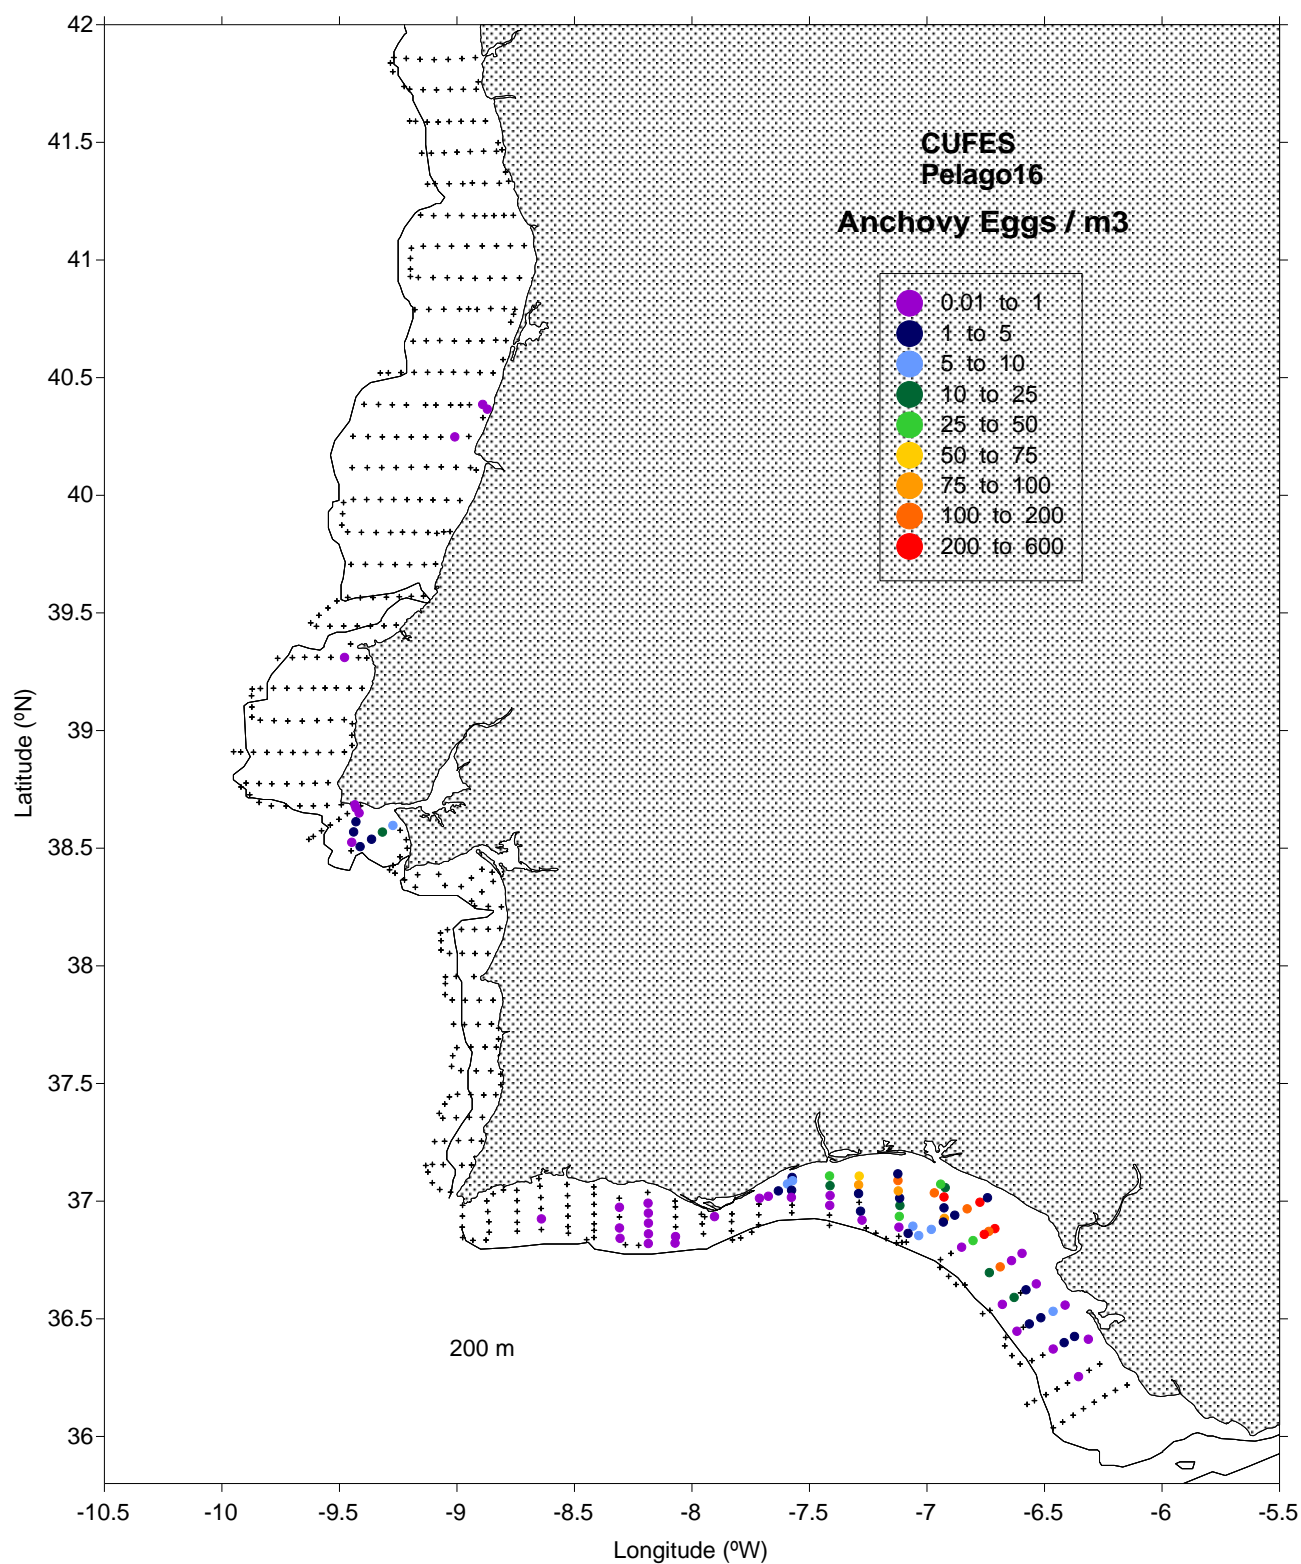 CUFES
Pelago16
Anchovy Eggs / m3
0.01 to 1
1 to 5
5 to 10
10 to 25
25 to 50
50 to 75
75 to 100
100 to 200
200 to 600
Latitude (ºN)
42
41.5
41
40.5
40
39.5
39
38.5
38
37.5
37
36.5
36
200 m
-10.5 -10 -9.5 -9 -8.5 -8 -7.5 -7 -6.5 -6 -5.5
Longitude (ºW)